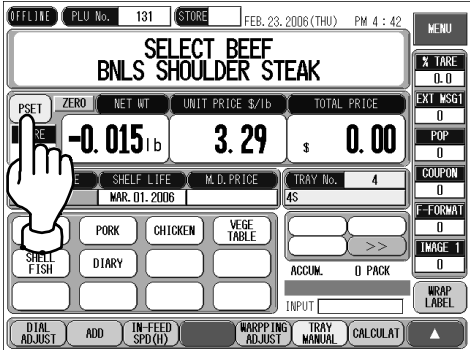 OFFLINE PLU No. 131 STORE FEB. 23. 2006(THU) PM 4:42 MENU
SELECT BEEF
BNLS SHOULDER STEAK
% TARE
0.0
EXT MSG1
0
POP
0
COUPON
0
F-FORMAT
0
IMAGE 1
0
WRAP
LABEL
PSET ZERO NET WT UNIT PRICE $/lb TOTAL PRICE
-0.015 lb 3.29 $ 0.00
SHELF LIFE M.D.PRICE TRAY No. 4
MAR.01.2006 4S
PORK CHICKEN VEGE
TABLE
SHELL
FISH DIARY
>>
ACCUM. 0 PACK
INPUT
DIAL
ADJUST ADD IN-FEED
SPD(H) WARPPING
ADJUST TRAY
MANUAL CALCULAT